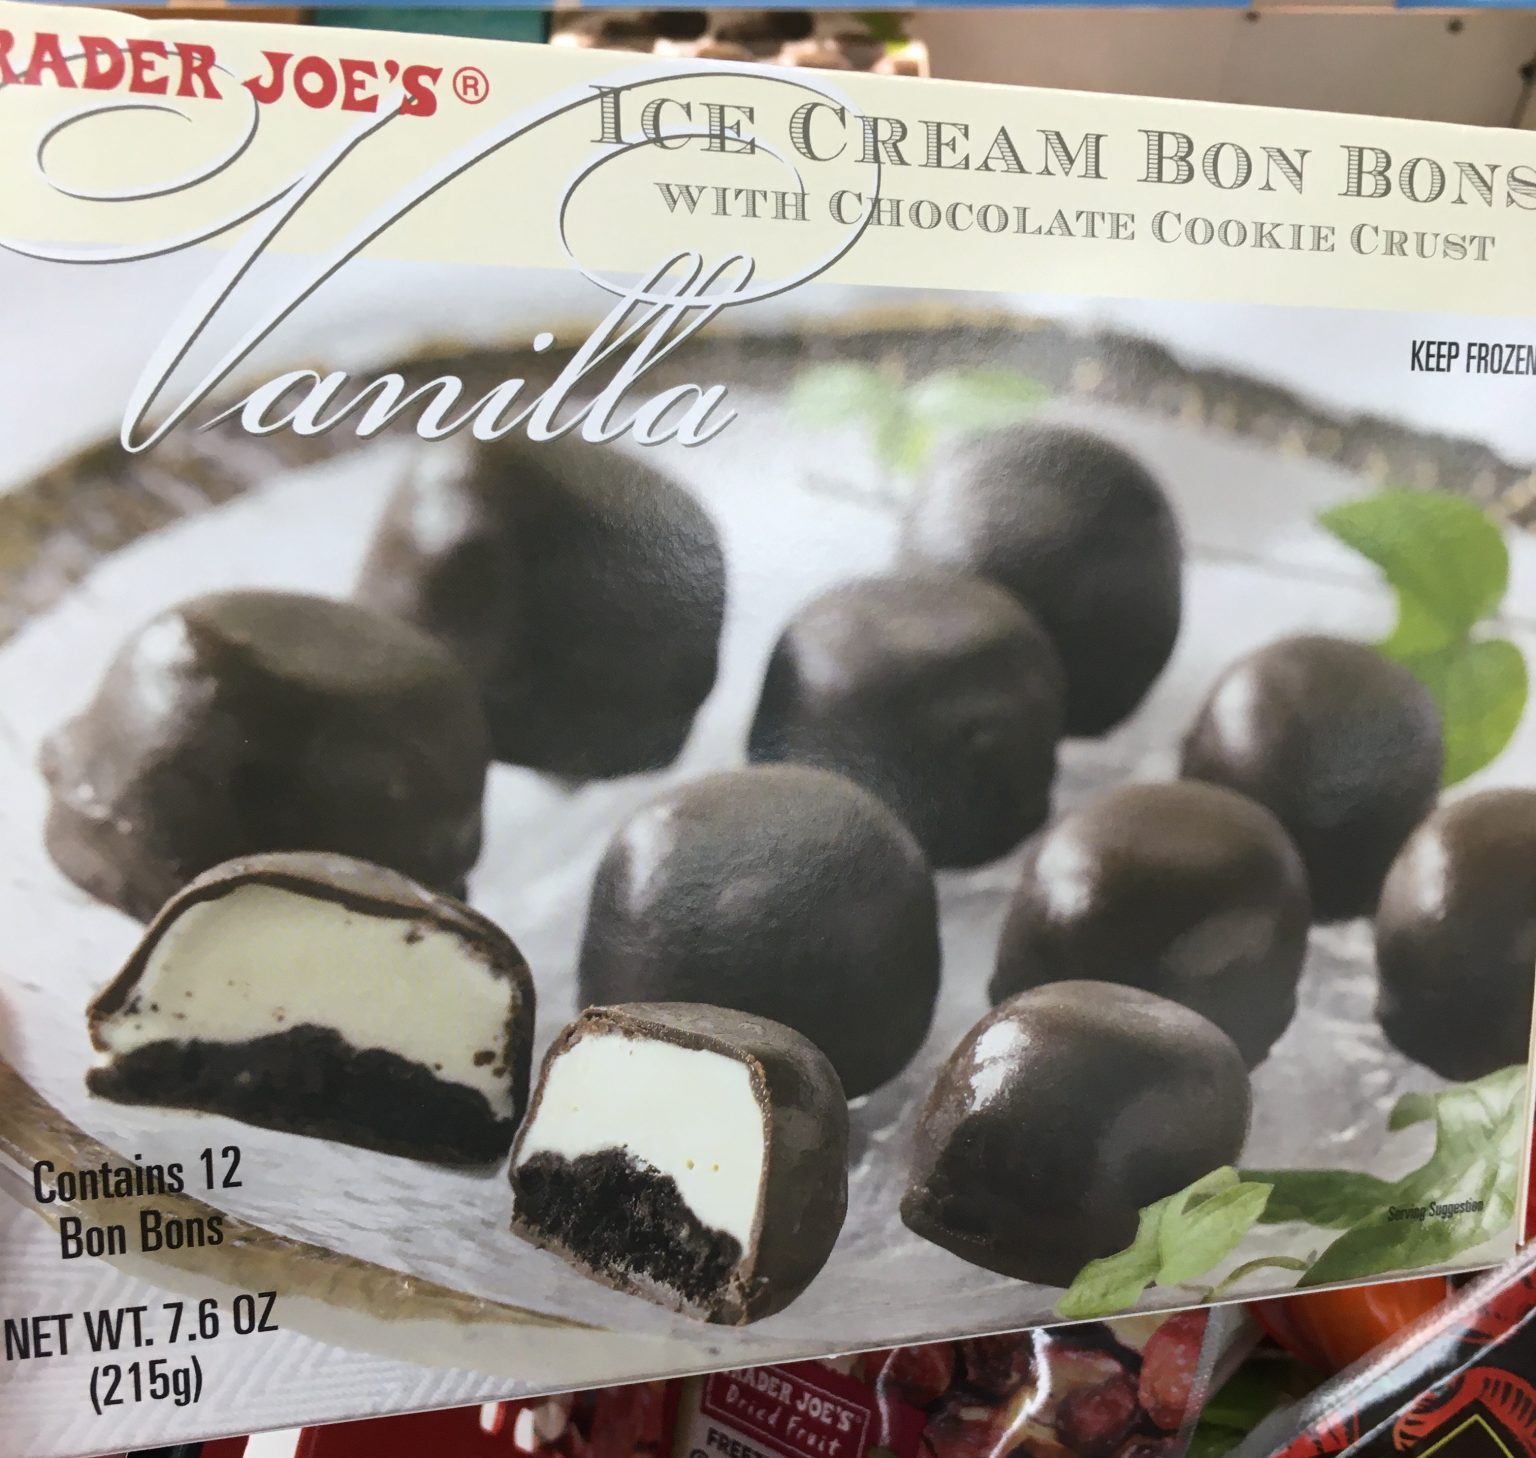 RADER JOE'S®
Vanilla
ICE CREAM BON BONS
WITH CHOCOLATE COOKIE CRUST
KEEP FROZEN
Contains 12
Bon Bons
NET WT. 7.6 OZ
(215g)
Serving Suggestion
RADER JOE'S
Dried Fruit
FREEZ